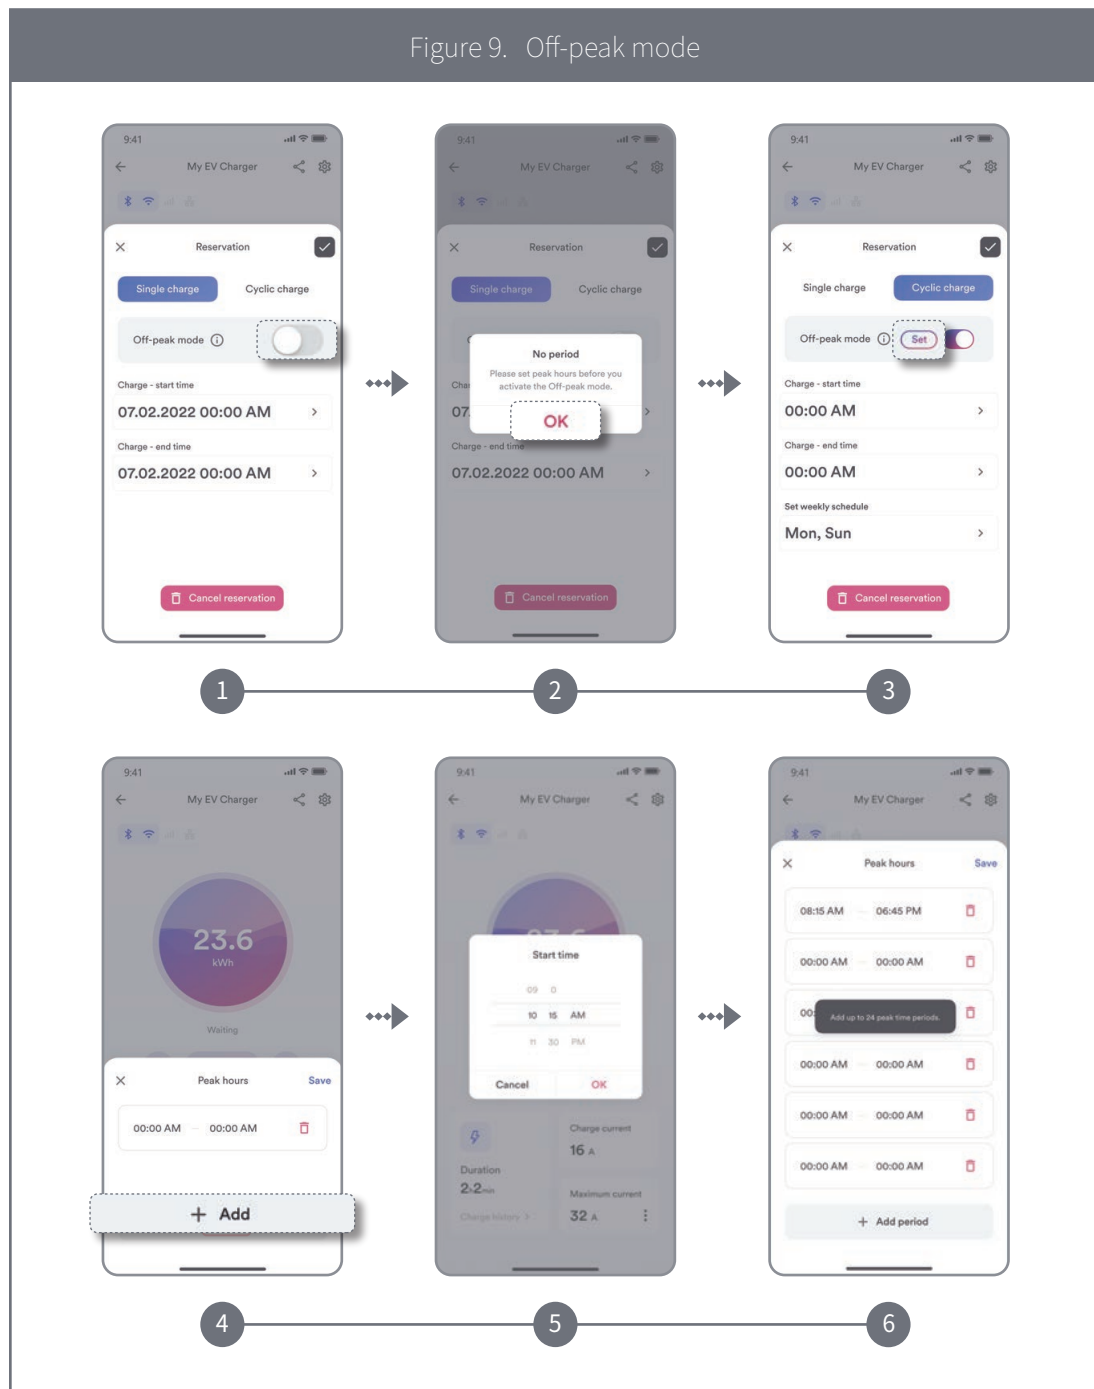 Figure 9. Off-peak mode
9:41
My EV Charger
Reservation
Single charge Cyclic charge
Off-peak mode
Charge - start time
07.02.2022 00:00 AM
Charge - end time
07.02.2022 00:00 AM
Cancel reservation
9:41
My EV Charger
Reservation
Single charge Cyclic charge
No period
Please set peak hours before you
activate the Off-peak mode.
OK
Charge - end time
07.02.2022 00:00 AM
Cancel reservation
9:41
My EV Charger
Reservation
Single charge Cyclic charge
Off-peak mode Set
Charge - start time
00:00 AM
Charge - end time
00:00 AM
Set weekly schedule
Mon, Sun
Cancel reservation
1
2
3
9:41
My EV Charger
23.6
kWh
Waiting
Peak hours Save
00:00 AM – 00:00 AM
+ Add
9:41
My EV Charger
Start time
09 0
10 15 AM
11 30 PM
Cancel OK
Charge current
16 A
Duration
2h2min
Maximum current
Charge history > 32 A
9:41
My EV Charger
Peak hours Save
08:15 AM – 06:45 PM
00:00 AM – 00:00 AM
00:
Add up to 24 peak time periods.
00:00 AM – 00:00 AM
00:00 AM – 00:00 AM
00:00 AM – 00:00 AM
+ Add period
4
5
6